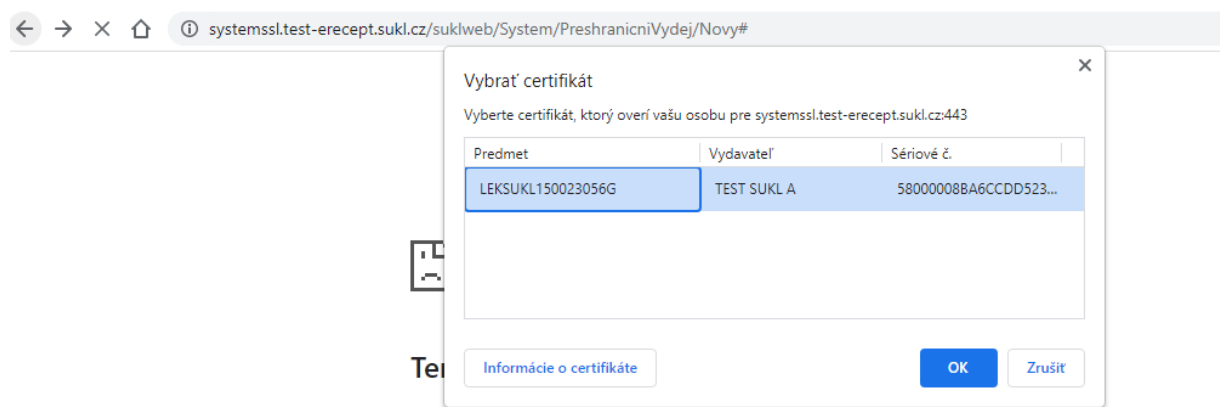 systemssl.test-erecept.sukl.cz/suklweb/System/PreshranicniVydej/Novy#
Vybrať certifikát
Vyberte certifikát, ktorý overí vašu osobu pre systemssl.test-erecept.sukl.cz:443
Predmet Vydavateľ Sériové č.
LEKSUKL150023056G TEST SUKL A 58000008BA6CCDD523...
Informácie o certifikáte OK Zrušiť